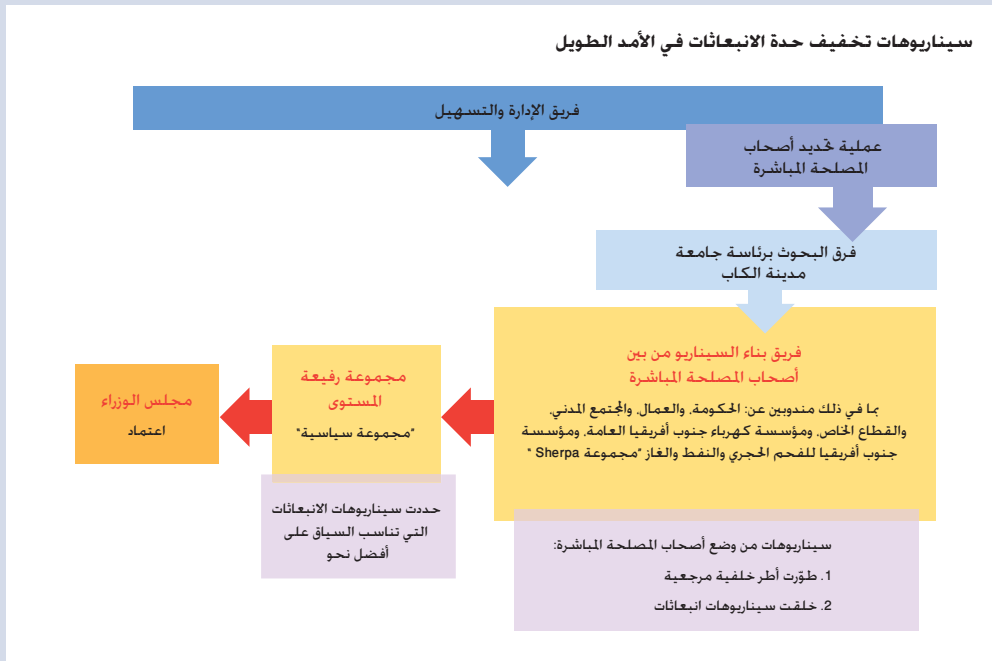 سيناريوهات تخفيف حدة الانبعاثات في الأمد الطويل
فريق الإدارة والتسهيل
عملية تحديد أصحاب
المصلحة المباشرة
فرق البحوث برئاسة جامعة
مدينة الكاب
فريق بناء السيناريو من بين
أصحاب المصلحة المباشرة
بما في ذلك مندوبين عن: الحكومة، والعمال، والمجتمع المدني،
والقطاع الخاص، ومؤسسة كهرباء جنوب أفريقيا العامة، ومؤسسة
جنوب أفريقيا للفحم الحجري والنفط والغاز "مجموعة Sherpa "
سيناريوهات من وضع أصحاب المصلحة المباشرة:
1. طوّرت أطر خلفية مرجعية
2. خلقت سيناريوهات انبعاثات
مجموعة رفيعة
المستوى
"مجموعة سياسية"
حددت سيناريوهات الانبعاثات
التي تناسب السياق على
أفضل نحو
مجلس الوزراء
اعتماد